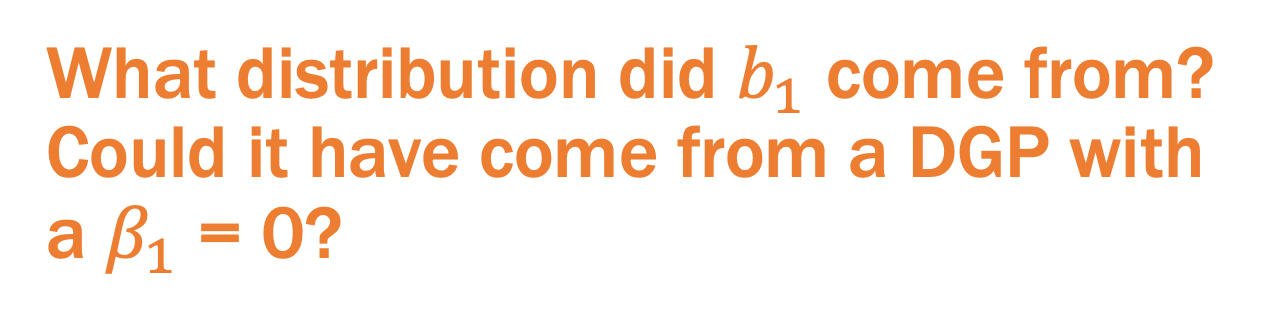 What distribution did b₁ come from?
Could it have come from a DGP with
a β₁ = 0?